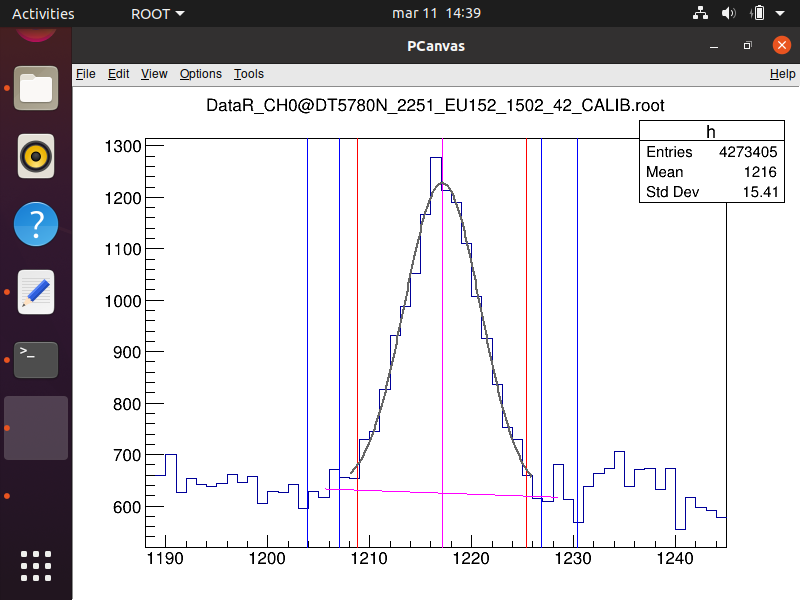 Activities ROOT mar 11 14:39
PCanvas
File Edit View Options Tools Help
DataR_CH0@DT5780N_2251_EU152_1502_42_CALIB.root
h
Entries 4273405
Mean 1216
Std Dev 15.41
1300
1200
1100
1000
900
800
700
600
1190 1200 1210 1220 1230 1240
?
>_